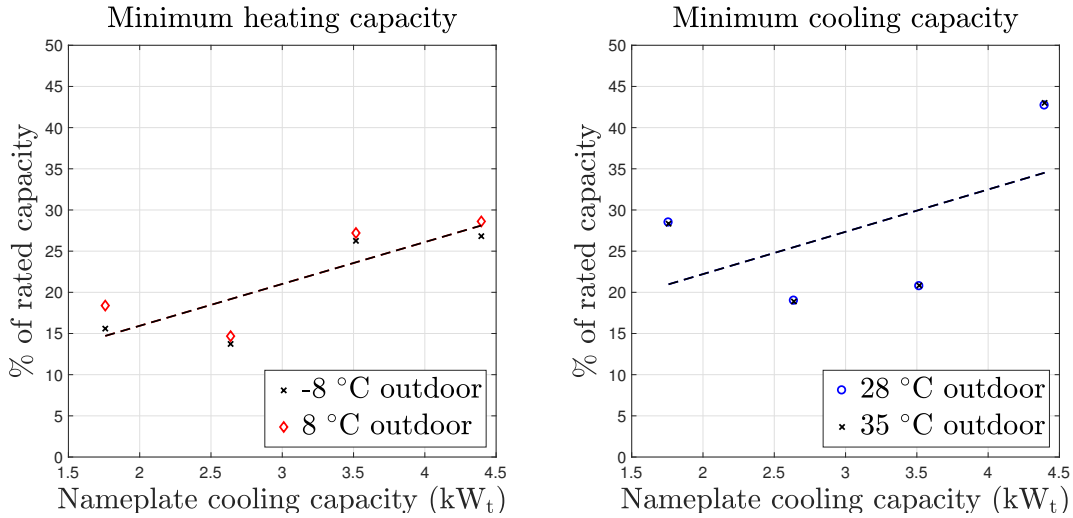 Minimum heating capacity
% of rated capacity
50
45
40
35
30
25
20
15
10
5
0
1.5 2 2.5 3 3.5 4 4.5
Nameplate cooling capacity (kWₜ)
-8 °C outdoor
8 °C outdoor
Minimum cooling capacity
% of rated capacity
50
45
40
35
30
25
20
15
10
5
0
1.5 2 2.5 3 3.5 4 4.5
Nameplate cooling capacity (kWₜ)
28 °C outdoor
35 °C outdoor